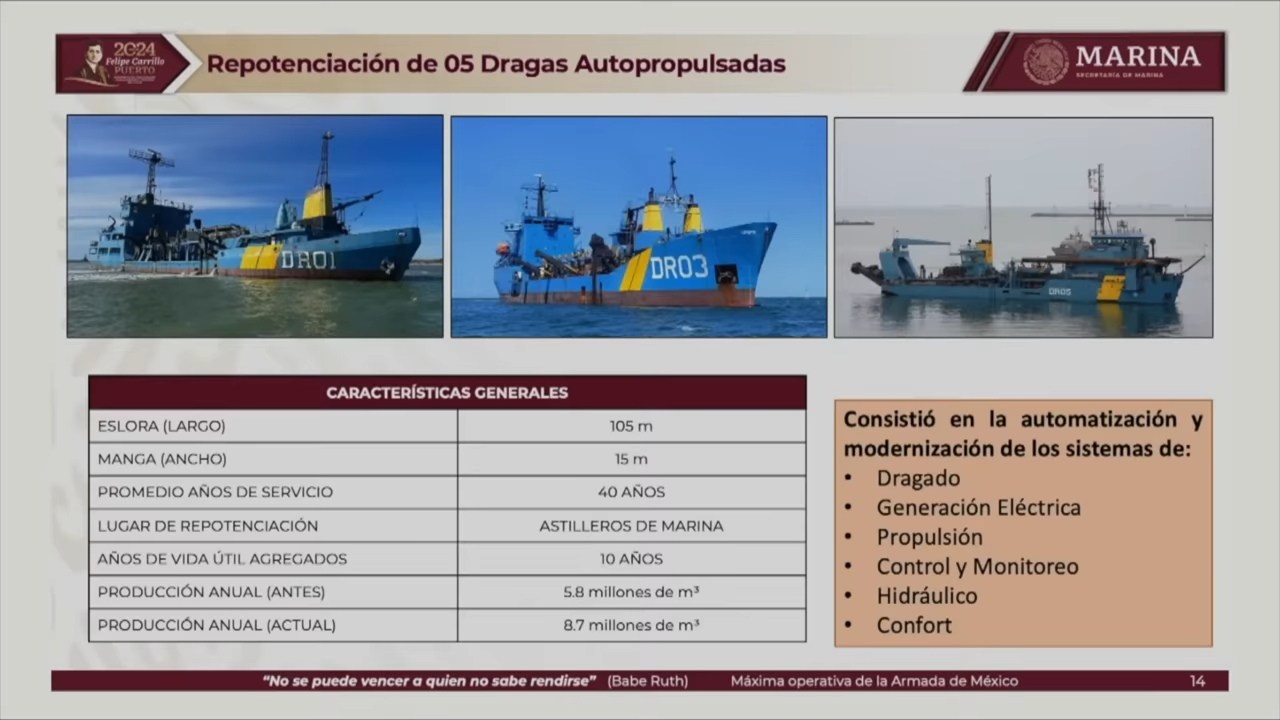 2024
Felipe Carrillo
PUERTO
Repotenciación de 05 Dragas Autopropulsadas
MARINA
SECRETARÍA DE MARINA
DR01
DR03
DR05
CARACTERÍSTICAS GENERALES
ESLORA (LARGO) 105 m
MANGA (ANCHO) 15 m
PROMEDIO AÑOS DE SERVICIO 40 AÑOS
LUGAR DE REPOTENCIACIÓN ASTILLEROS DE MARINA
AÑOS DE VIDA ÚTIL AGREGADOS 10 AÑOS
PRODUCCIÓN ANUAL (ANTES) 5.8 millones de m³
PRODUCCIÓN ANUAL (ACTUAL) 8.7 millones de m³
Consistió en la automatización y
modernización de los sistemas de:
• Dragado
• Generación Eléctrica
• Propulsión
• Control y Monitoreo
• Hidráulico
• Confort
“No se puede vencer a quien no sabe rendirse” (Babe Ruth) Máxima operativa de la Armada de México 14